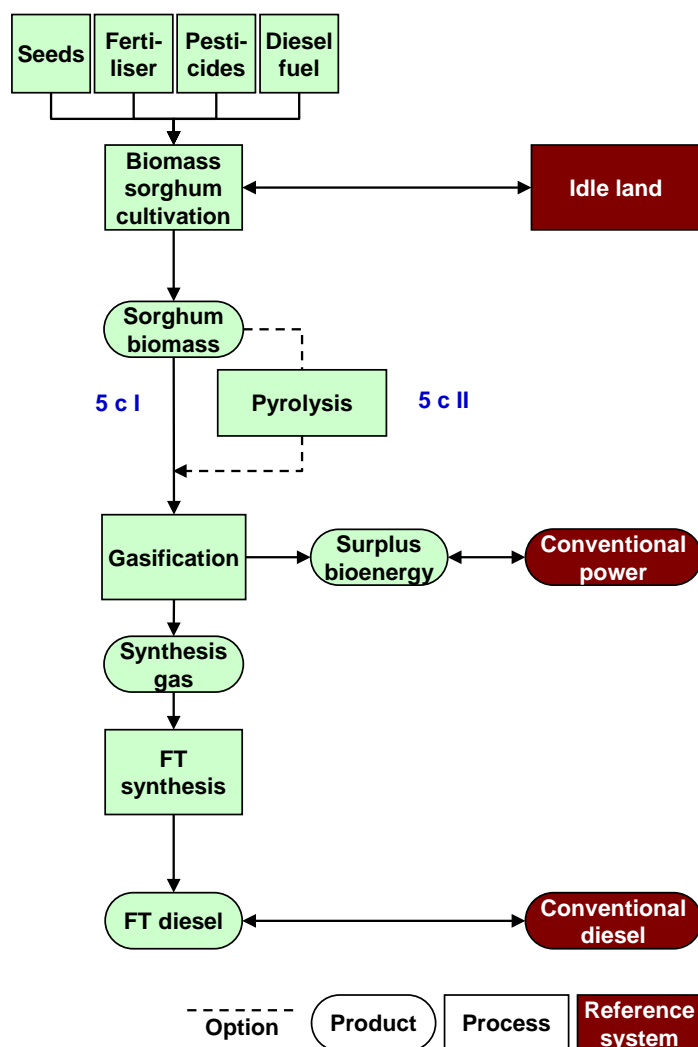 Seeds
Ferti-
liser
Pesti-
cides
Diesel
fuel
Biomass
sorghum
cultivation
Idle land
Sorghum
biomass
5 c I
Pyrolysis
5 c II
Gasification
Surplus
bioenergy
Conventional
power
Synthesis
gas
FT
synthesis
FT diesel
Conventional
diesel
Option
Product
Process
Reference
system